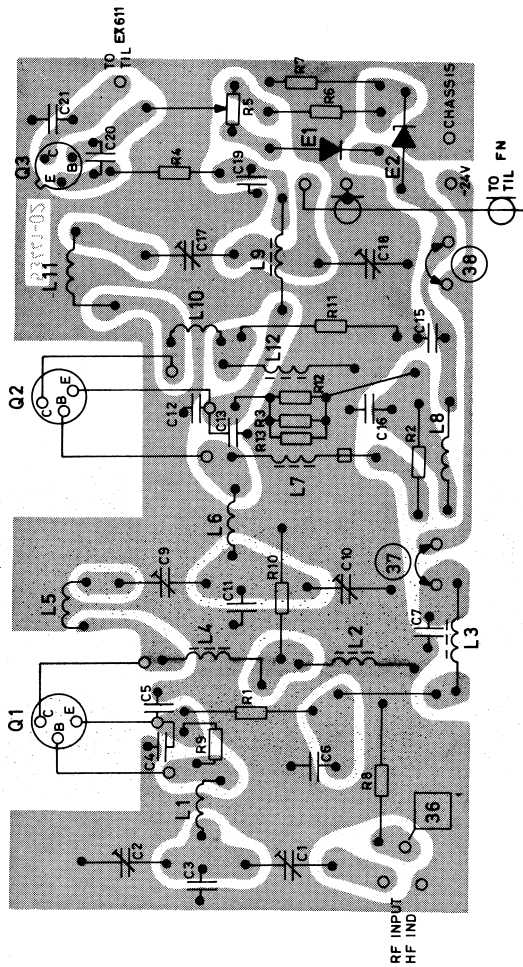 C21
TO
TIL EX611
Q3
E
C
B
C20
R4
R5
R7
R6
E1
E2
CHASSIS
C19
-24V
TO
TIL FN
53741-02
L11
C17
L9
C18
38
L10
R11
L12
C15
Q2
C
B
E
C12
C13
R13
R3
R12
C16
R2
L8
L7
L6
C9
C11
R10
C10
37
L5
L4
L2
C7
L3
Q1
C
B
E
C5
C4
R9
R1
C6
R8
L1
C2
C3
C1
36
RF INPUT
HF IND